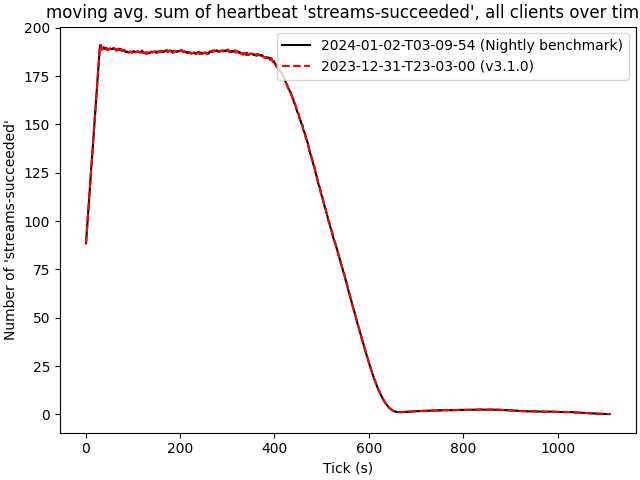 moving avg. sum of heartbeat 'streams-succeeded', all clients over tim
2024-01-02-T03-09-54 (Nightly benchmark)
2023-12-31-T23-03-00 (v3.1.0)
Number of 'streams-succeeded'
200
175
150
125
100
75
50
25
0
0 200 400 600 800 1000
Tick (s)